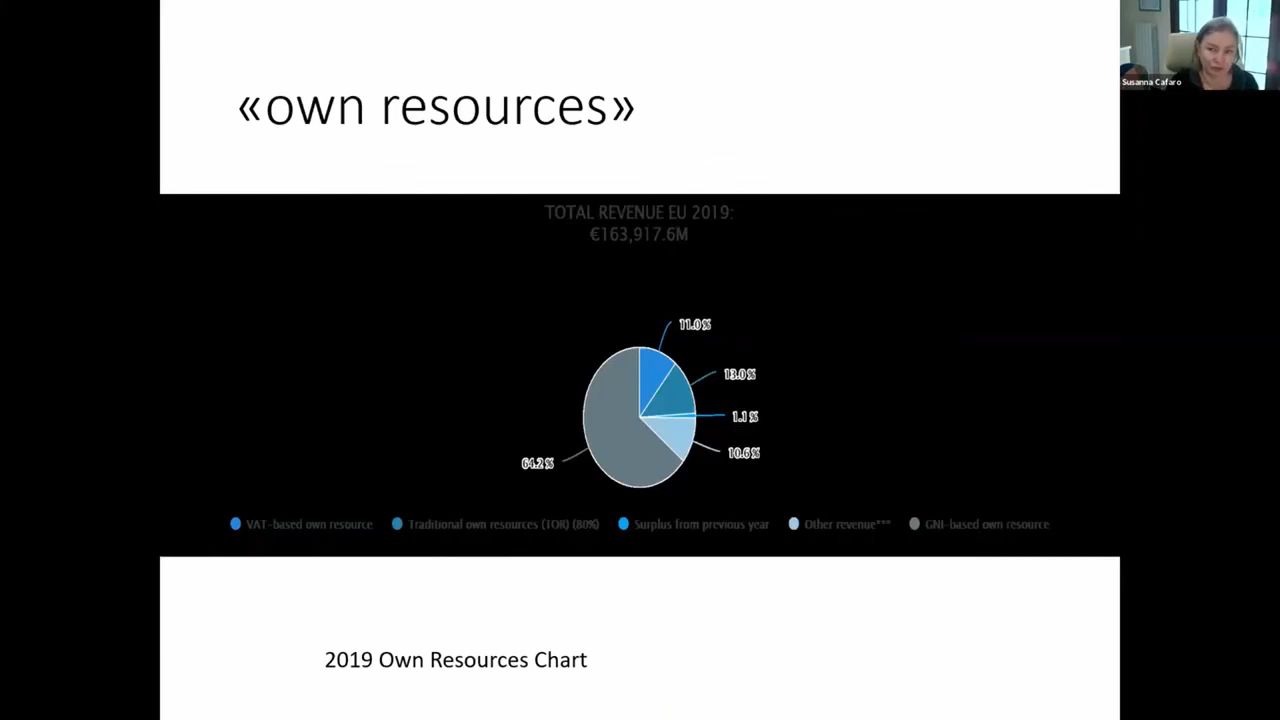 «own resources»
Susanna Cafaro
TOTAL REVENUE EU 2019:
€163,917.6M
11.0%
13.0%
1.1%
10.6%
64.2%
VAT-based own resource
Traditional own resources (TOR) (80%)
Surplus from previous year
Other revenue***
GNI-based own resource
2019 Own Resources Chart